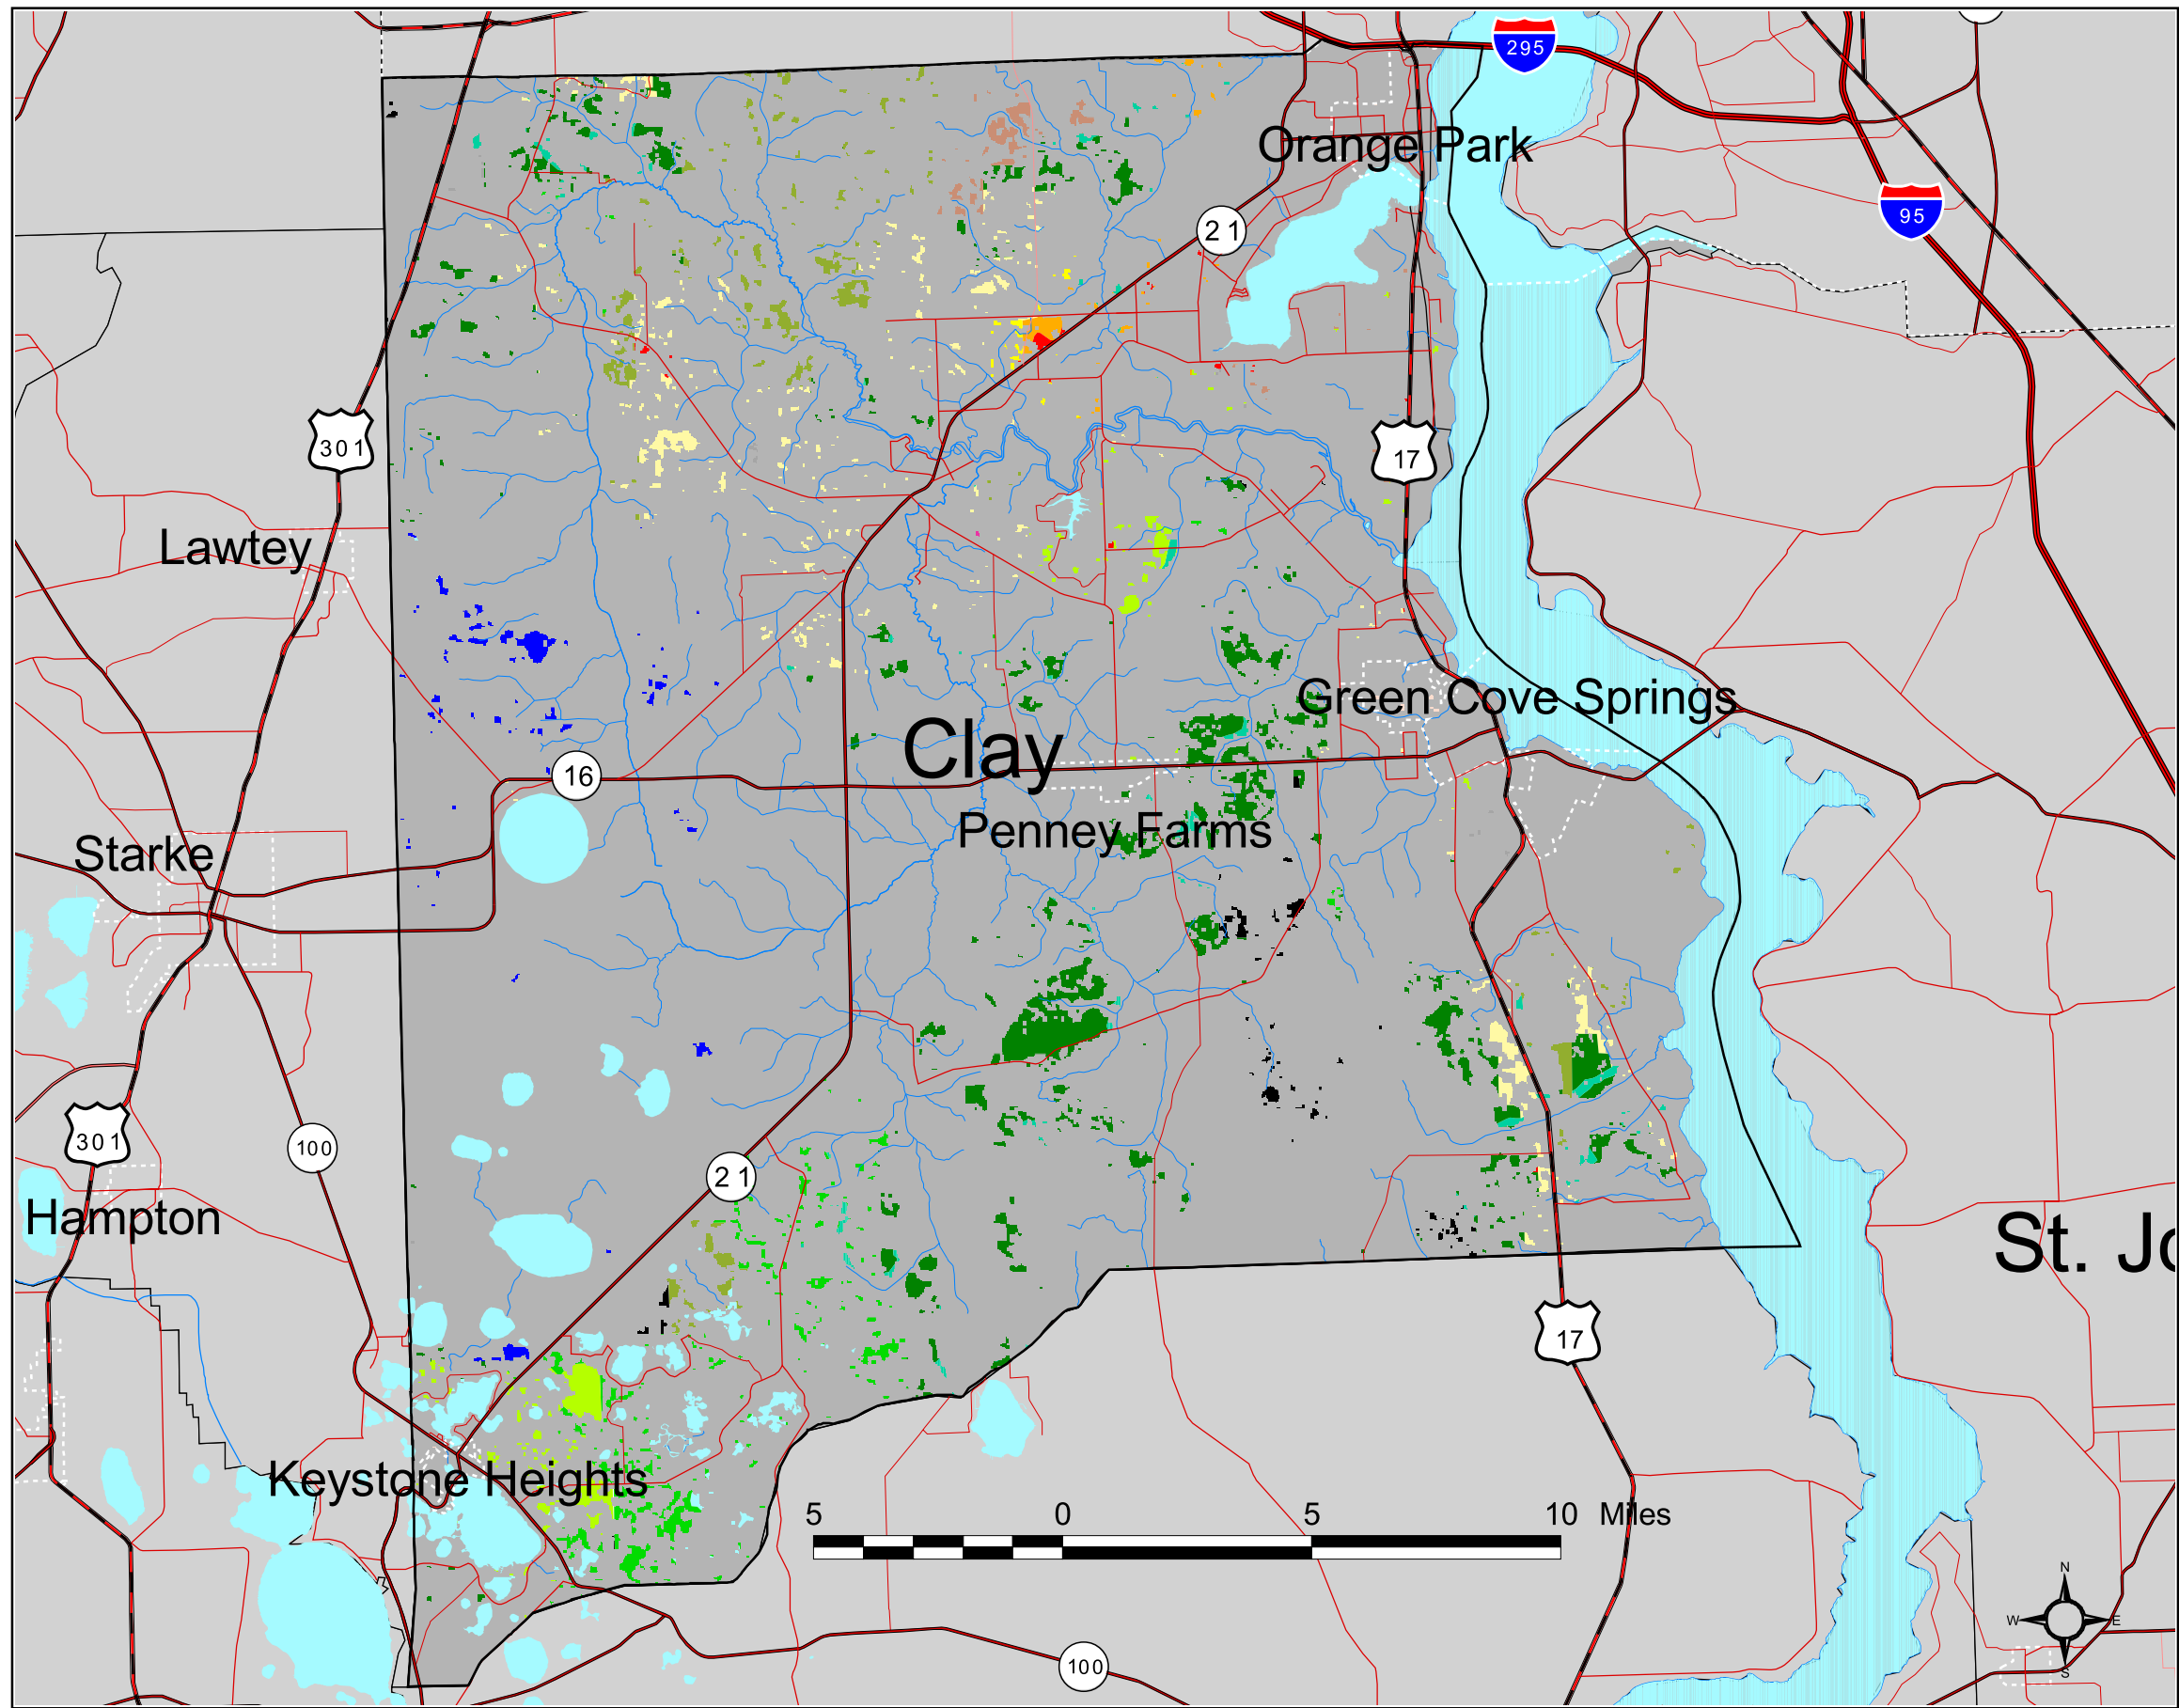 295
95
Orange Park
21
301
17
Lawtey
Green Cove Springs
Clay
16
Penney Farms
Starke
301
100
21
Hampton
St. Jo
17
Keystone Heights
5 0 5 10 Miles
N
W E
S
100